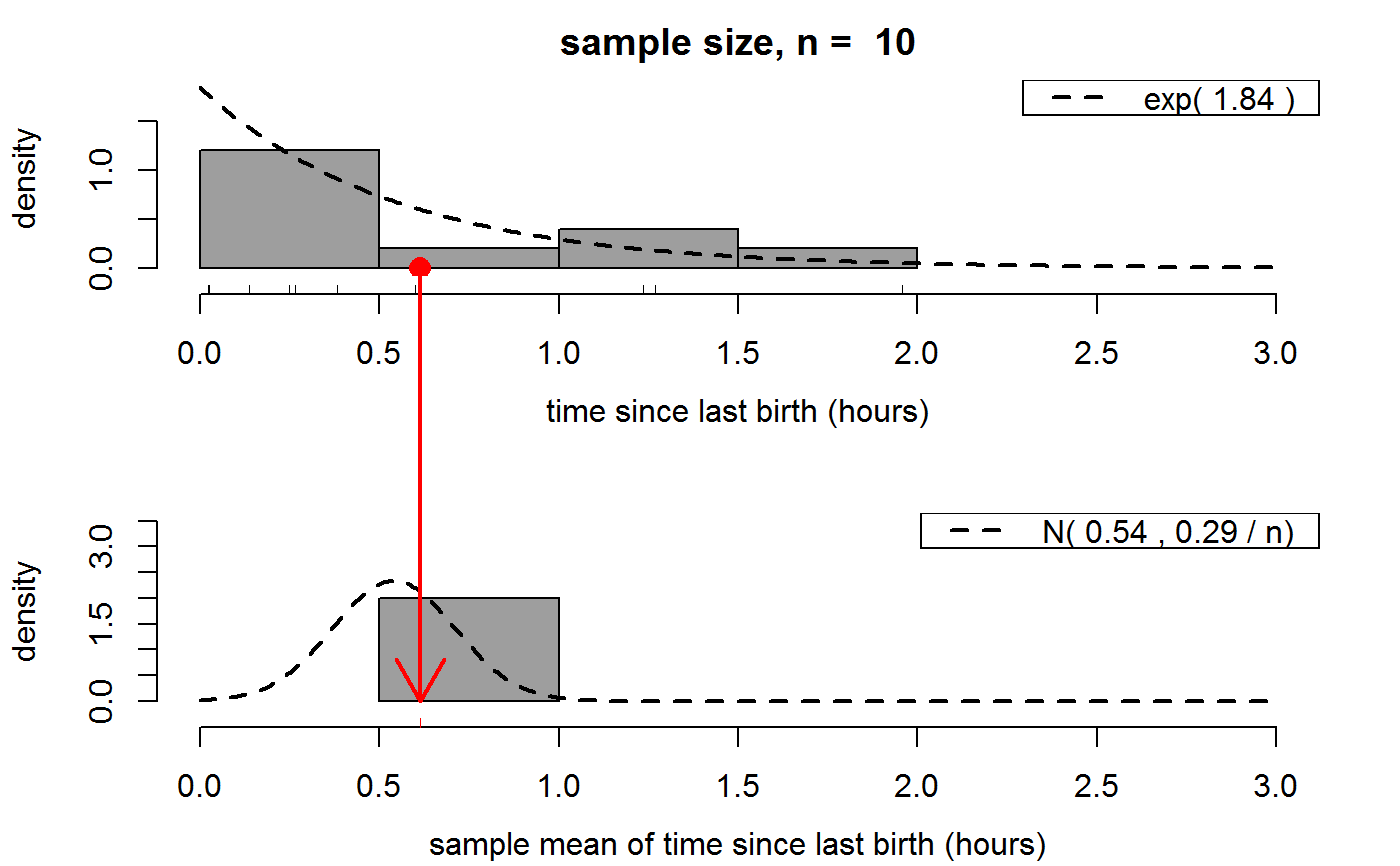 sample size, n =  10
exp( 1.84 )
density
1.0
0.0
0.0 0.5 1.0 1.5 2.0 2.5 3.0
time since last birth (hours)
N( 0.54 , 0.29 / n)
density
3.0
1.5
0.0
0.0 0.5 1.0 1.5 2.0 2.5 3.0
sample mean of time since last birth (hours)